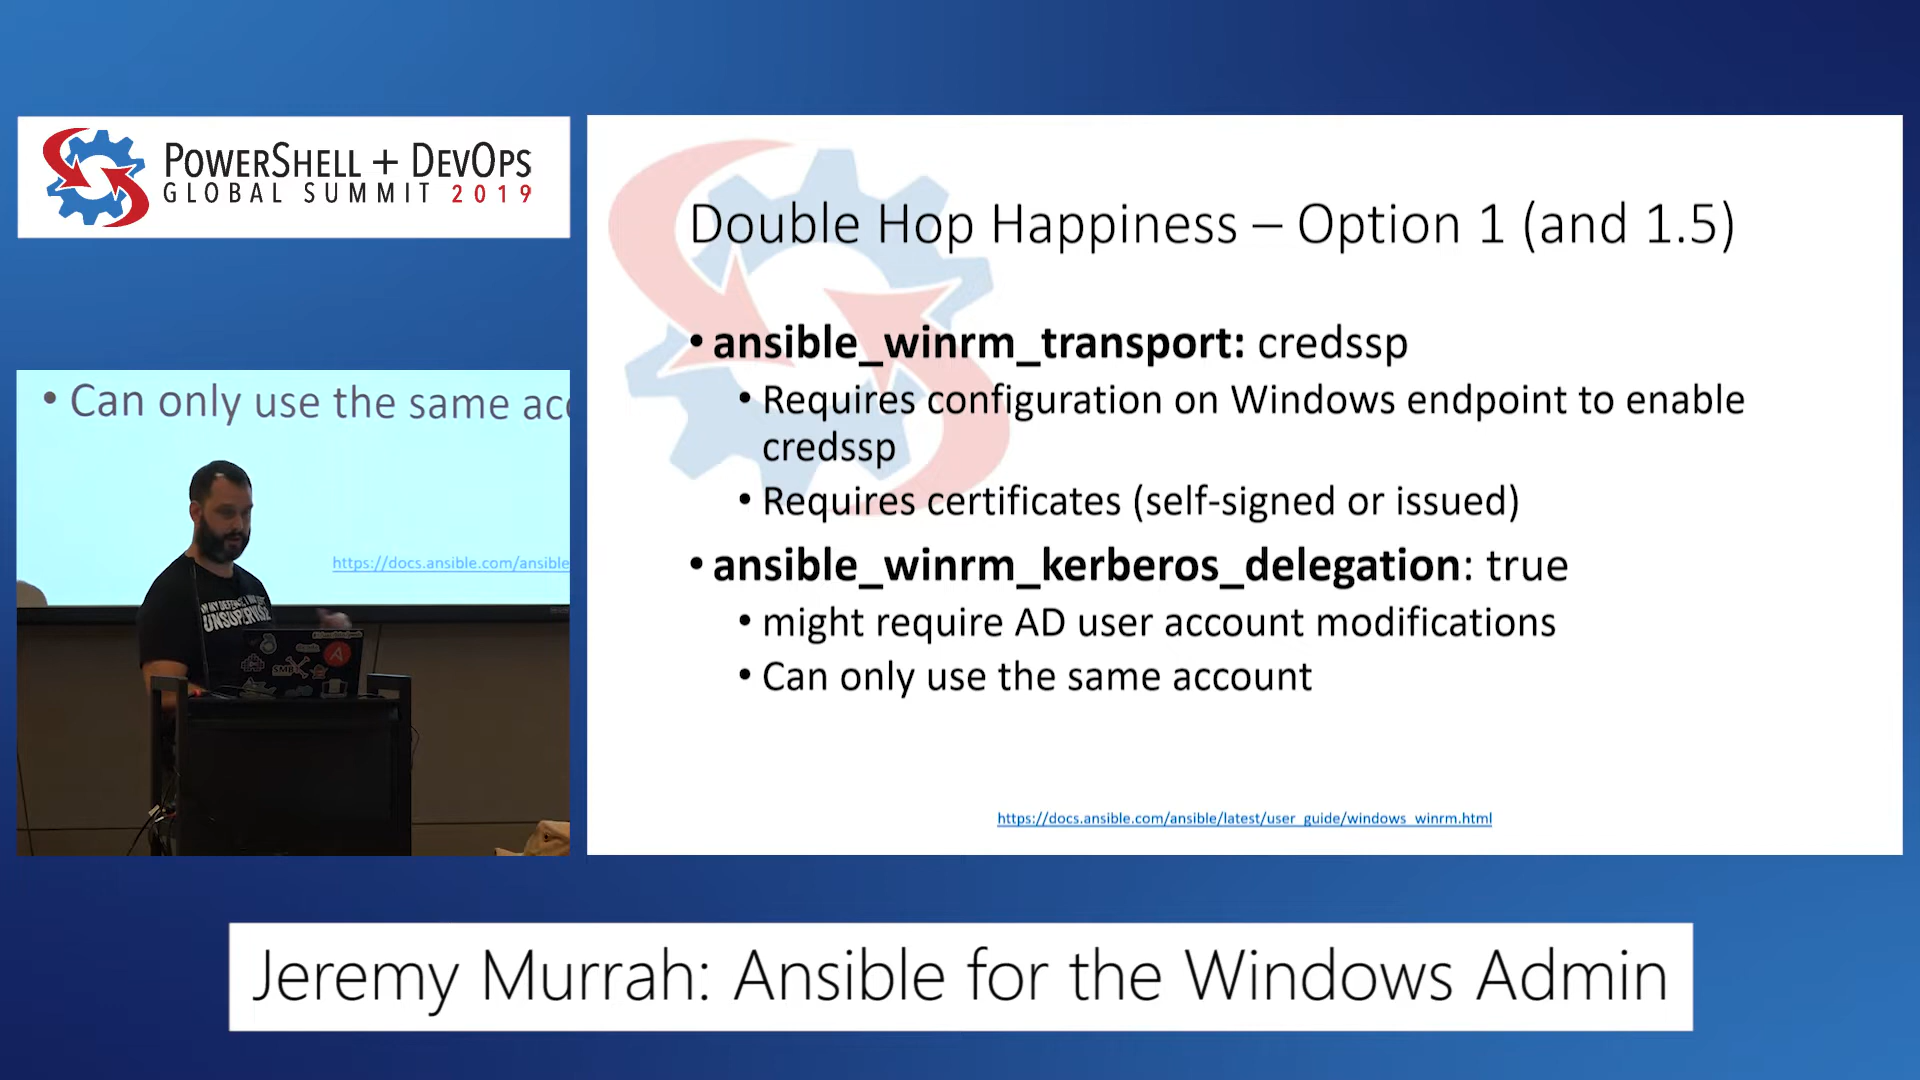 POWERSHELL + DEVOPS
GLOBAL SUMMIT 2019
• Can only use the same
https://docs.ansible.com/ansible
UNSUPERVISE
A
Double Hop Happiness – Option 1 (and 1.5)
• ansible_winrm_transport: credssp
• Requires configuration on Windows endpoint to enable
credssp
• Requires certificates (self-signed or issued)
• ansible_winrm_kerberos_delegation: true
• might require AD user account modifications
• Can only use the same account
https://docs.ansible.com/ansible/latest/user_guide/windows_winrm.html
Jeremy Murrah: Ansible for the Windows Admin